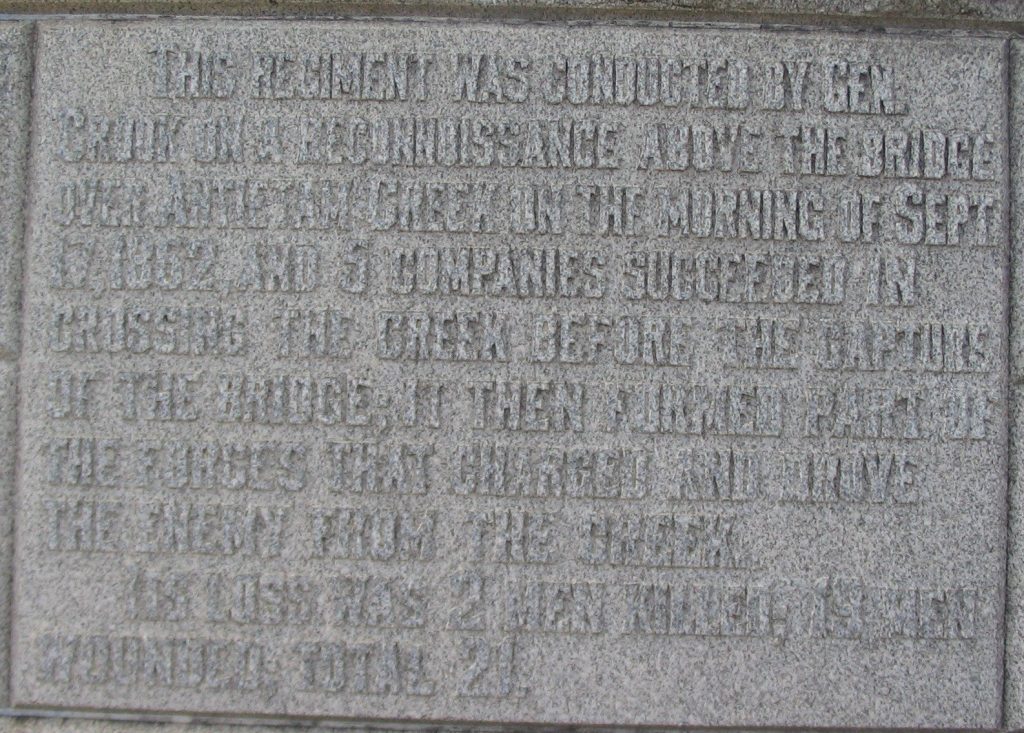 THIS REGIMENT WAS CONDUCTED BY GEN.
CROOK ON A RECONNOISSANCE ABOVE THE BRIDGE
OVER ANTIETAM CREEK ON THE MORNING OF SEPT
17, 1862, AND 5 COMPANIES SUCCEEDED IN
CROSSING THE CREEK BEFORE THE CAPTURE
OF THE BRIDGE; IT THEN FORMED PART OF
THE FORCES THAT CHARGED AND DROVE
THE ENEMY FROM THE CREEK.
ITS LOSS WAS 2 MEN KILLED, 19 MEN
WOUNDED; TOTAL 21.